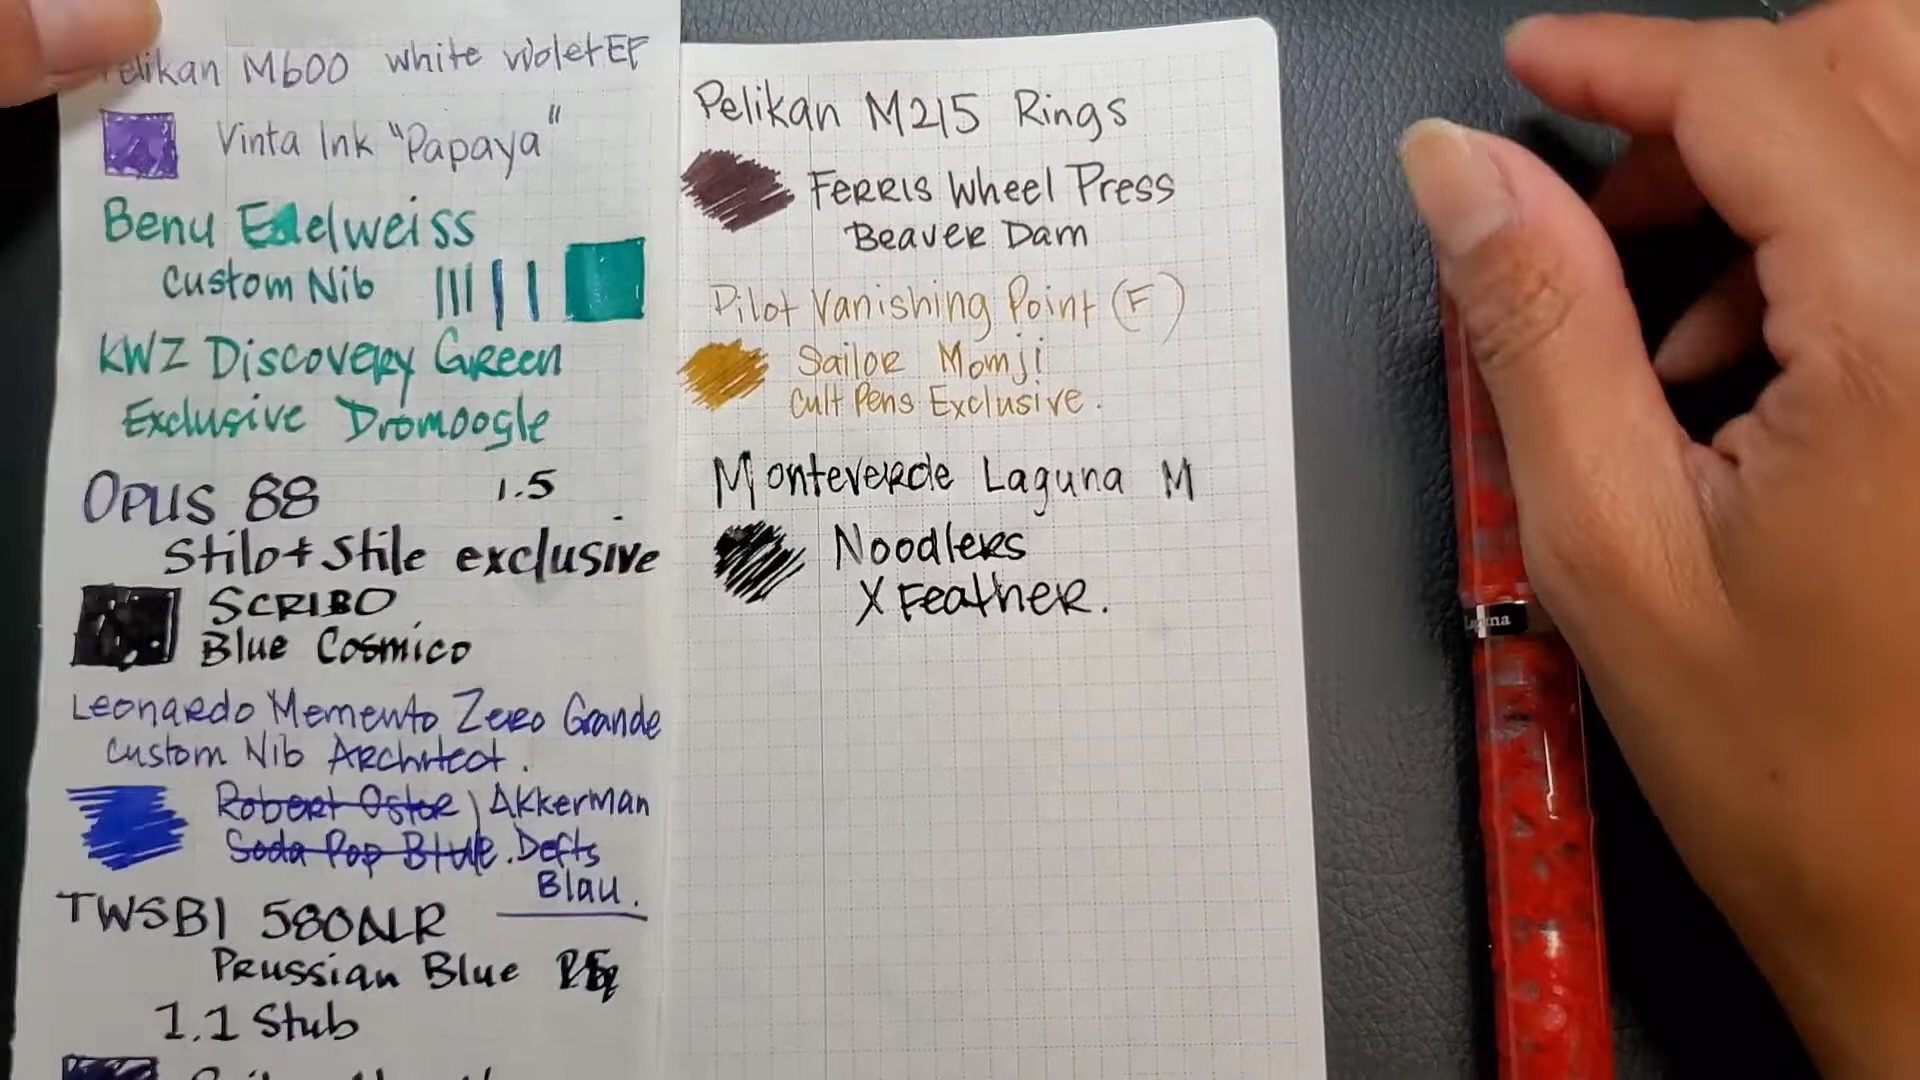 Pelikan M600 white violet EF
Vinta Ink "Papaya"
Benu Edelweiss
Custom Nib
KWZ Discovery Green
Exclusive Dromoogle
Opus 88 1.5
Stilo + Stile exclusive
SCRIBO
Blue Cosmico
Leonardo Memento Zero Grande
Custom Nib Architect.
Robert Oster \ Akkerman
Soda Pop Blue. Defts
Blau.
TWSBI 580ALR
Prussian Blue
1.1 Stub
Pelikan M215 Rings
Ferris Wheel Press
Beaver Dam
Pilot Vanishing Point (F)
Sailor Momji
Cult Pens Exclusive.
Monteverde Laguna M
Noodlers
X Feather.
Laguna